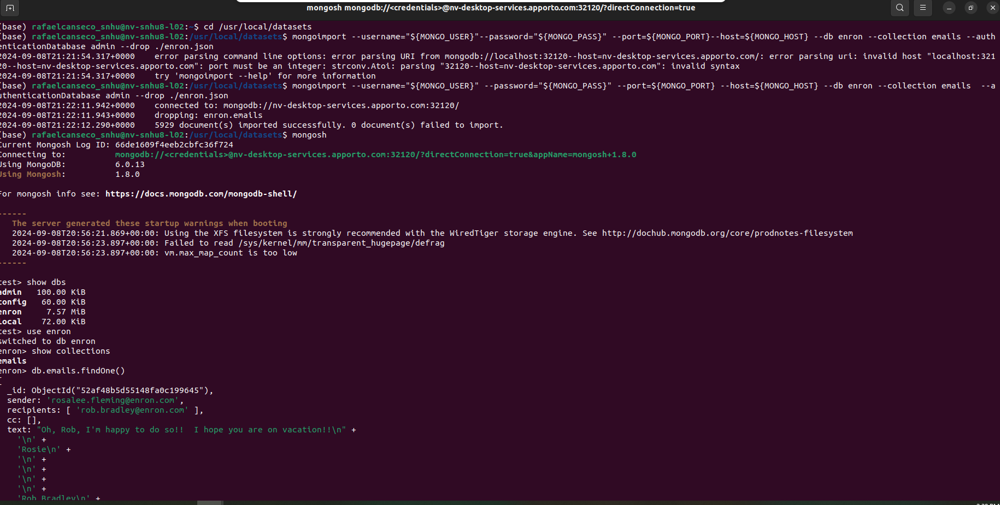 mongosh mongodb://<credentials>@nv-desktop-services.apporto.com:32120/?directConnection=true
(base) rafaelcanseco_snhu@nv-snhu8-l02:~$ cd /usr/local/datasets
(base) rafaelcanseco_snhu@nv-snhu8-l02:/usr/local/datasets$ mongoimport --username="${MONGO_USER}"--password="${MONGO_PASS}" --port=${MONGO_PORT}--host=${MONGO_HOST} --db enron --collection emails --auth
enticationDatabase admin --drop ./enron.json
2024-09-08T21:21:54.317+0000    error parsing command line options: error parsing URI from mongodb://localhost:32120--host=nv-desktop-services.apporto.com/: error parsing uri: invalid host "localhost:321
20--host=nv-desktop-services.apporto.com": port must be an integer: strconv.Atoi: parsing "32120--host=nv-desktop-services.apporto.com": invalid syntax
2024-09-08T21:21:54.317+0000    try 'mongoimport --help' for more information
(base) rafaelcanseco_snhu@nv-snhu8-l02:/usr/local/datasets$ mongoimport --username="${MONGO_USER}" --password="${MONGO_PASS}" --port=${MONGO_PORT} --host=${MONGO_HOST} --db enron --collection emails  --a
uthenticationDatabase admin --drop ./enron.json
2024-09-08T21:22:11.942+0000    connected to: mongodb://nv-desktop-services.apporto.com:32120/
2024-09-08T21:22:11.943+0000    dropping: enron.emails
2024-09-08T21:22:12.290+0000    5929 document(s) imported successfully. 0 document(s) failed to import.
(base) rafaelcanseco_snhu@nv-snhu8-l02:/usr/local/datasets$ mongosh
Current Mongosh Log ID: 66de1609f4eeb2cbfc36f724
Connecting to:          mongodb://<credentials>@nv-desktop-services.apporto.com:32120/?directConnection=true&appName=mongosh+1.8.0
Using MongoDB:          6.0.13
Using Mongosh:          1.8.0
For mongosh info see: https://docs.mongodb.com/mongodb-shell/
------
The server generated these startup warnings when booting
2024-09-08T20:56:21.869+00:00: Using the XFS filesystem is strongly recommended with the WiredTiger storage engine. See http://dochub.mongodb.org/core/prodnotes-filesystem
2024-09-08T20:56:23.897+00:00: Failed to read /sys/kernel/mm/transparent_hugepage/defrag
2024-09-08T20:56:23.897+00:00: vm.max_map_count is too low
------
test> show dbs
admin   100.00 KiB
config   60.00 KiB
enron     7.57 MiB
local    72.00 KiB
test> use enron
switched to db enron
enron> show collections
emails
enron> db.emails.findOne()
{
_id: ObjectId("52af48b5d55148fa0c199645"),
sender: 'rosalee.fleming@enron.com',
recipients: [ 'rob.bradley@enron.com' ],
cc: [],
text: "Oh, Rob, I'm happy to do so!!  I hope you are on vacation!!\n" +
'\n' +
'Rosie\n' +
'\n' +
'\n' +
'\n' +
'\n' +
'Rob Bradley\n' +